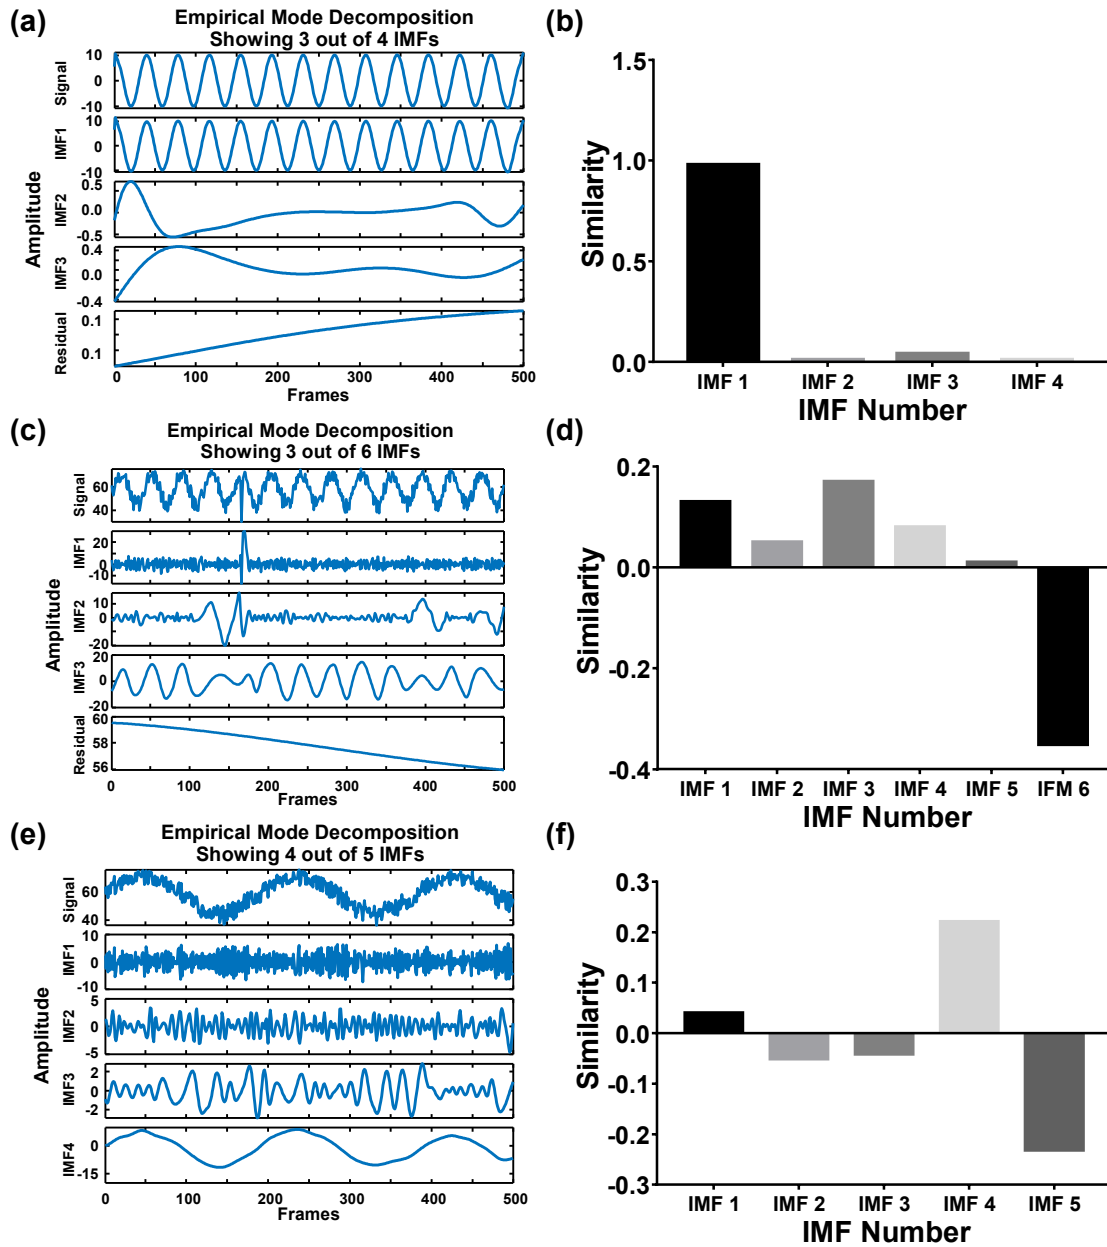 (a)
Empirical Mode Decomposition
Showing 3 out of 4 IMFs
Amplitude
Signal
10
0
-10
IMF1
10
0
-10
IMF2
0.5
0.0
-0.5
IMF3
0.4
0.0
-0.4
Residual
0.1
0.1
0 100 200 300 400 500
Frames
(b)
Similarity
1.5
1.0
0.5
0.0
IMF 1 IMF 2 IMF 3 IMF 4
IMF Number
(c)
Empirical Mode Decomposition
Showing 3 out of 6 IMFs
Amplitude
Signal
60
40
IMF1
20
0
-10
IMF2
10
0
-20
IMF3
20
0
-20
Residual
60
58
56
0 100 200 300 400 500
Frames
(d)
Similarity
0.2
0.0
-0.2
-0.4
IMF 1 IMF 2 IMF 3 IMF 4 IMF 5 IFM 6
IMF Number
(e)
Empirical Mode Decomposition
Showing 4 out of 5 IMFs
Amplitude
Signal
60
40
IMF1
10
0
-10
IMF2
5
0
-5
IMF3
2
0
-2
IMF4
0
-15
0 100 200 300 400 500
Frames
(f)
Similarity
0.3
0.2
0.1
0.0
-0.1
-0.2
-0.3
IMF 1 IMF 2 IMF 3 IMF 4 IMF 5
IMF Number